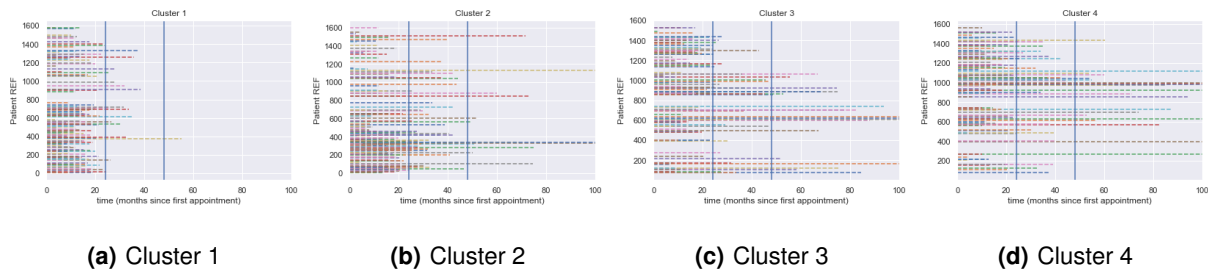 Cluster 1
Patient REF
1600
1400
1200
1000
800
600
400
200
0
0 20 40 60 80 100
time (months since first appointment)
(a) Cluster 1
Cluster 2
Patient REF
1600
1400
1200
1000
800
600
400
200
0
0 20 40 60 80 100
time (months since first appointment)
(b) Cluster 2
Cluster 3
Patient REF
1600
1400
1200
1000
800
600
400
200
0 20 40 60 80 100
time (months since first appointment)
(c) Cluster 3
Cluster 4
Patient REF
1600
1400
1200
1000
800
600
400
200
0 20 40 60 80 100
time (months since first appointment)
(d) Cluster 4